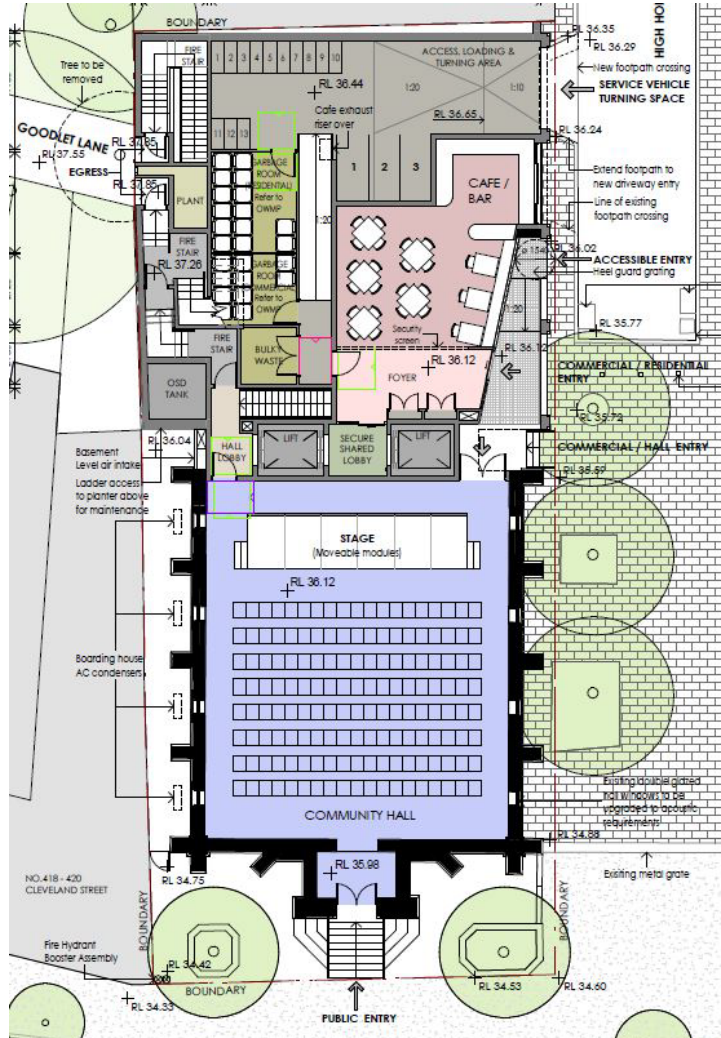 BOUNDARY
RL 36.35
RL 36.29
HIGH HO
FIRE
STAIR
1 2 3 4 5 6 7 8 9 10
ACCESS, LOADING &
TURNING AREA
New footpath crossing
Tree to be
removed
RL 36.44
1:20
1:10
SERVICE VEHICLE
TURNING SPACE
Cafe exhaust
riser over
RL 36.65
GOODLET LANE
RL 37.85
RL 36.24
11 12 13
RL 37.55
EGRESS
RL 37.85
GARBAGE
ROOM
(RESIDENTIAL)
Refer to
OWMP
1 2 3
CAFE /
BAR
Extend footpath to
new driveway entry
PLANT
1:20
Line of existing
footpath crossing
FIRE
STAIR
RL 37.26
RL 36.02
GARBAGE
ROOM
COMMERCIAL
Refer to
OWMP
ACCESSIBLE ENTRY
Heel guard grating
1:20
RL 35.77
FIRE
STAIR
BULKY
WASTE
Security
screen
RL 36.12
RL 36.12
FOYER
COMMERCIAL / RESIDENTIAL
ENTRY
OSD
TANK
RL 35.72
RL 36.04
HALL
LOBBY
LIFT
SECURE
SHARED
LOBBY
LIFT
COMMERCIAL / HALL ENTRY
Basement
Level air intake
RL 35.59
Ladder access
to planter above
for maintenance
STAGE
(Moveable modules)
RL 36.12
Boarding house
AC condensers
Existing double glazed
hall windows to be
upgraded to acoustic
requirements
COMMUNITY HALL
RL 34.88
RL 35.98
RL 34.75
Existing metal grate
NO.418 - 420
CLEVELAND STREET
BOUNDARY
BOUNDARY
Fire Hydrant
Booster Assembly
RL 34.42
RL 34.53
RL 34.60
BOUNDARY
RL 34.33
PUBLIC ENTRY